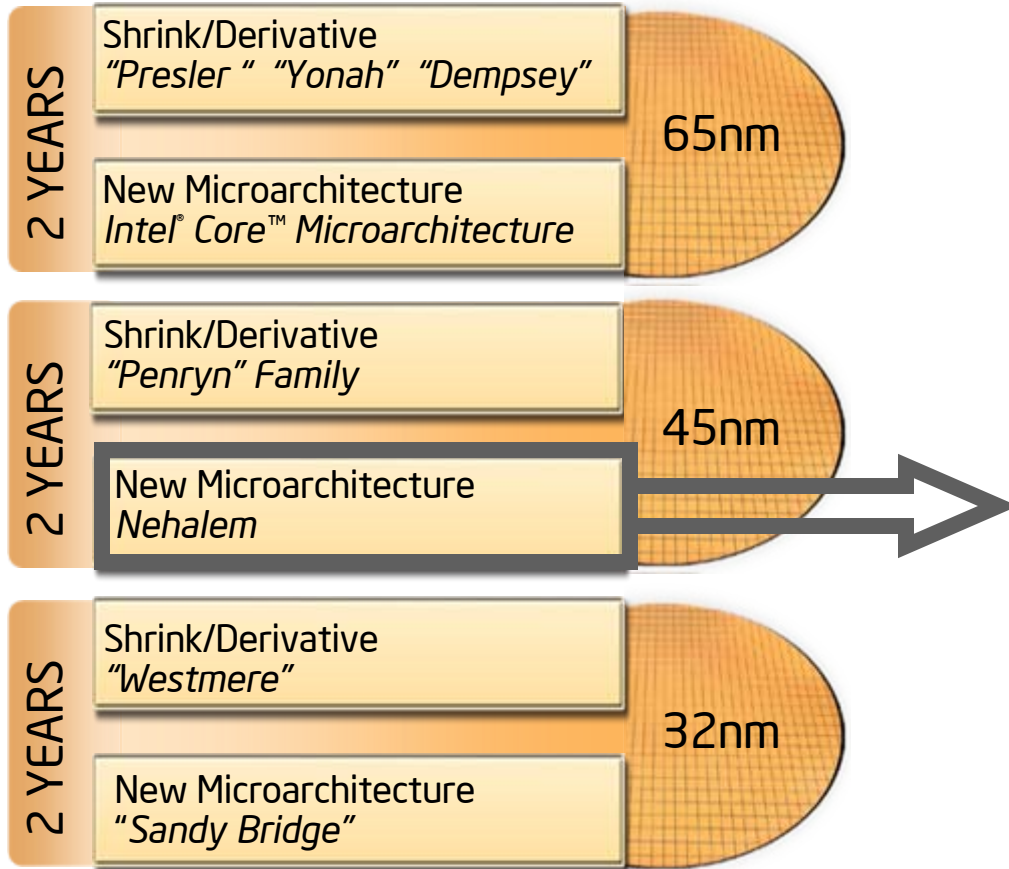 2 YEARS
Shrink/Derivative
“Presler “ “Yonah” “Dempsey”
New Microarchitecture
Intel® Core™ Microarchitecture
65nm
2 YEARS
Shrink/Derivative
“Penryn” Family
New Microarchitecture
Nehalem
45nm
2 YEARS
Shrink/Derivative
“Westmere”
New Microarchitecture
“Sandy Bridge”
32nm